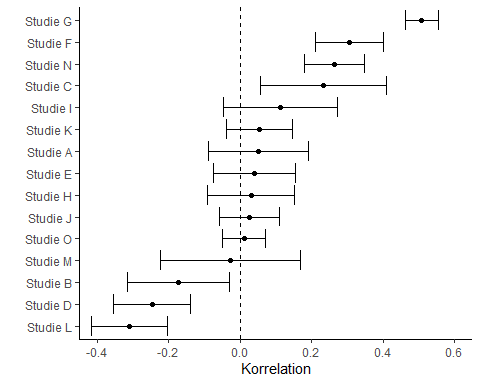 Studie G
Studie F
Studie N
Studie C
Studie I
Studie K
Studie A
Studie E
Studie H
Studie J
Studie O
Studie M
Studie B
Studie D
Studie L
-0.4 -0.2 0.0 0.2 0.4 0.6
Korrelation